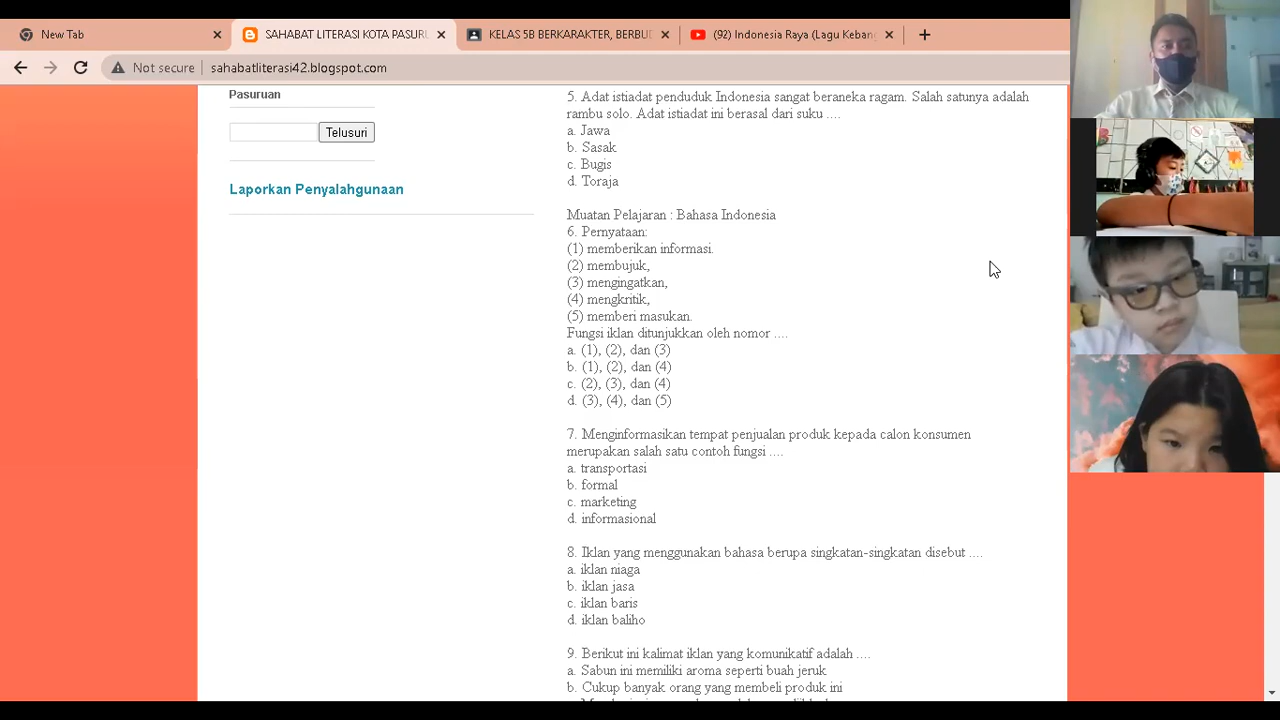 New Tab
SAHABAT LITERASI KOTA PASURU
KELAS 5B BERKARAKTER, BERBUD
(92) Indonesia Raya (Lagu Kebang
Not secure
sahabatliterasi42.blogspot.com
Pasuruan
Telusuri
Laporkan Penyalahgunaan
5. Adat istiadat penduduk Indonesia sangat beraneka ragam. Salah satunya adalah
rambu solo. Adat istiadat ini berasal dari suku ....
a. Jawa
b. Sasak
c. Bugis
d. Toraja
Muatan Pelajaran : Bahasa Indonesia
6. Pernyataan:
(1) memberikan informasi.
(2) membujuk,
(3) mengingatkan,
(4) mengkritik,
(5) memberi masukan.
Fungsi iklan ditunjukkan oleh nomor ....
a. (1), (2), dan (3)
b. (1), (2), dan (4)
c. (2), (3), dan (4)
d. (3), (4), dan (5)
7. Menginformasikan tempat penjualan produk kepada calon konsumen
merupakan salah satu contoh fungsi ....
a. transportasi
b. formal
c. marketing
d. informasional
8. Iklan yang menggunakan bahasa berupa singkatan-singkatan disebut ....
a. iklan niaga
b. iklan jasa
c. iklan baris
d. iklan baliho
9. Berikut ini kalimat iklan yang komunikatif adalah ....
a. Sabun ini memiliki aroma seperti buah jeruk
b. Cukup banyak orang yang membeli produk ini